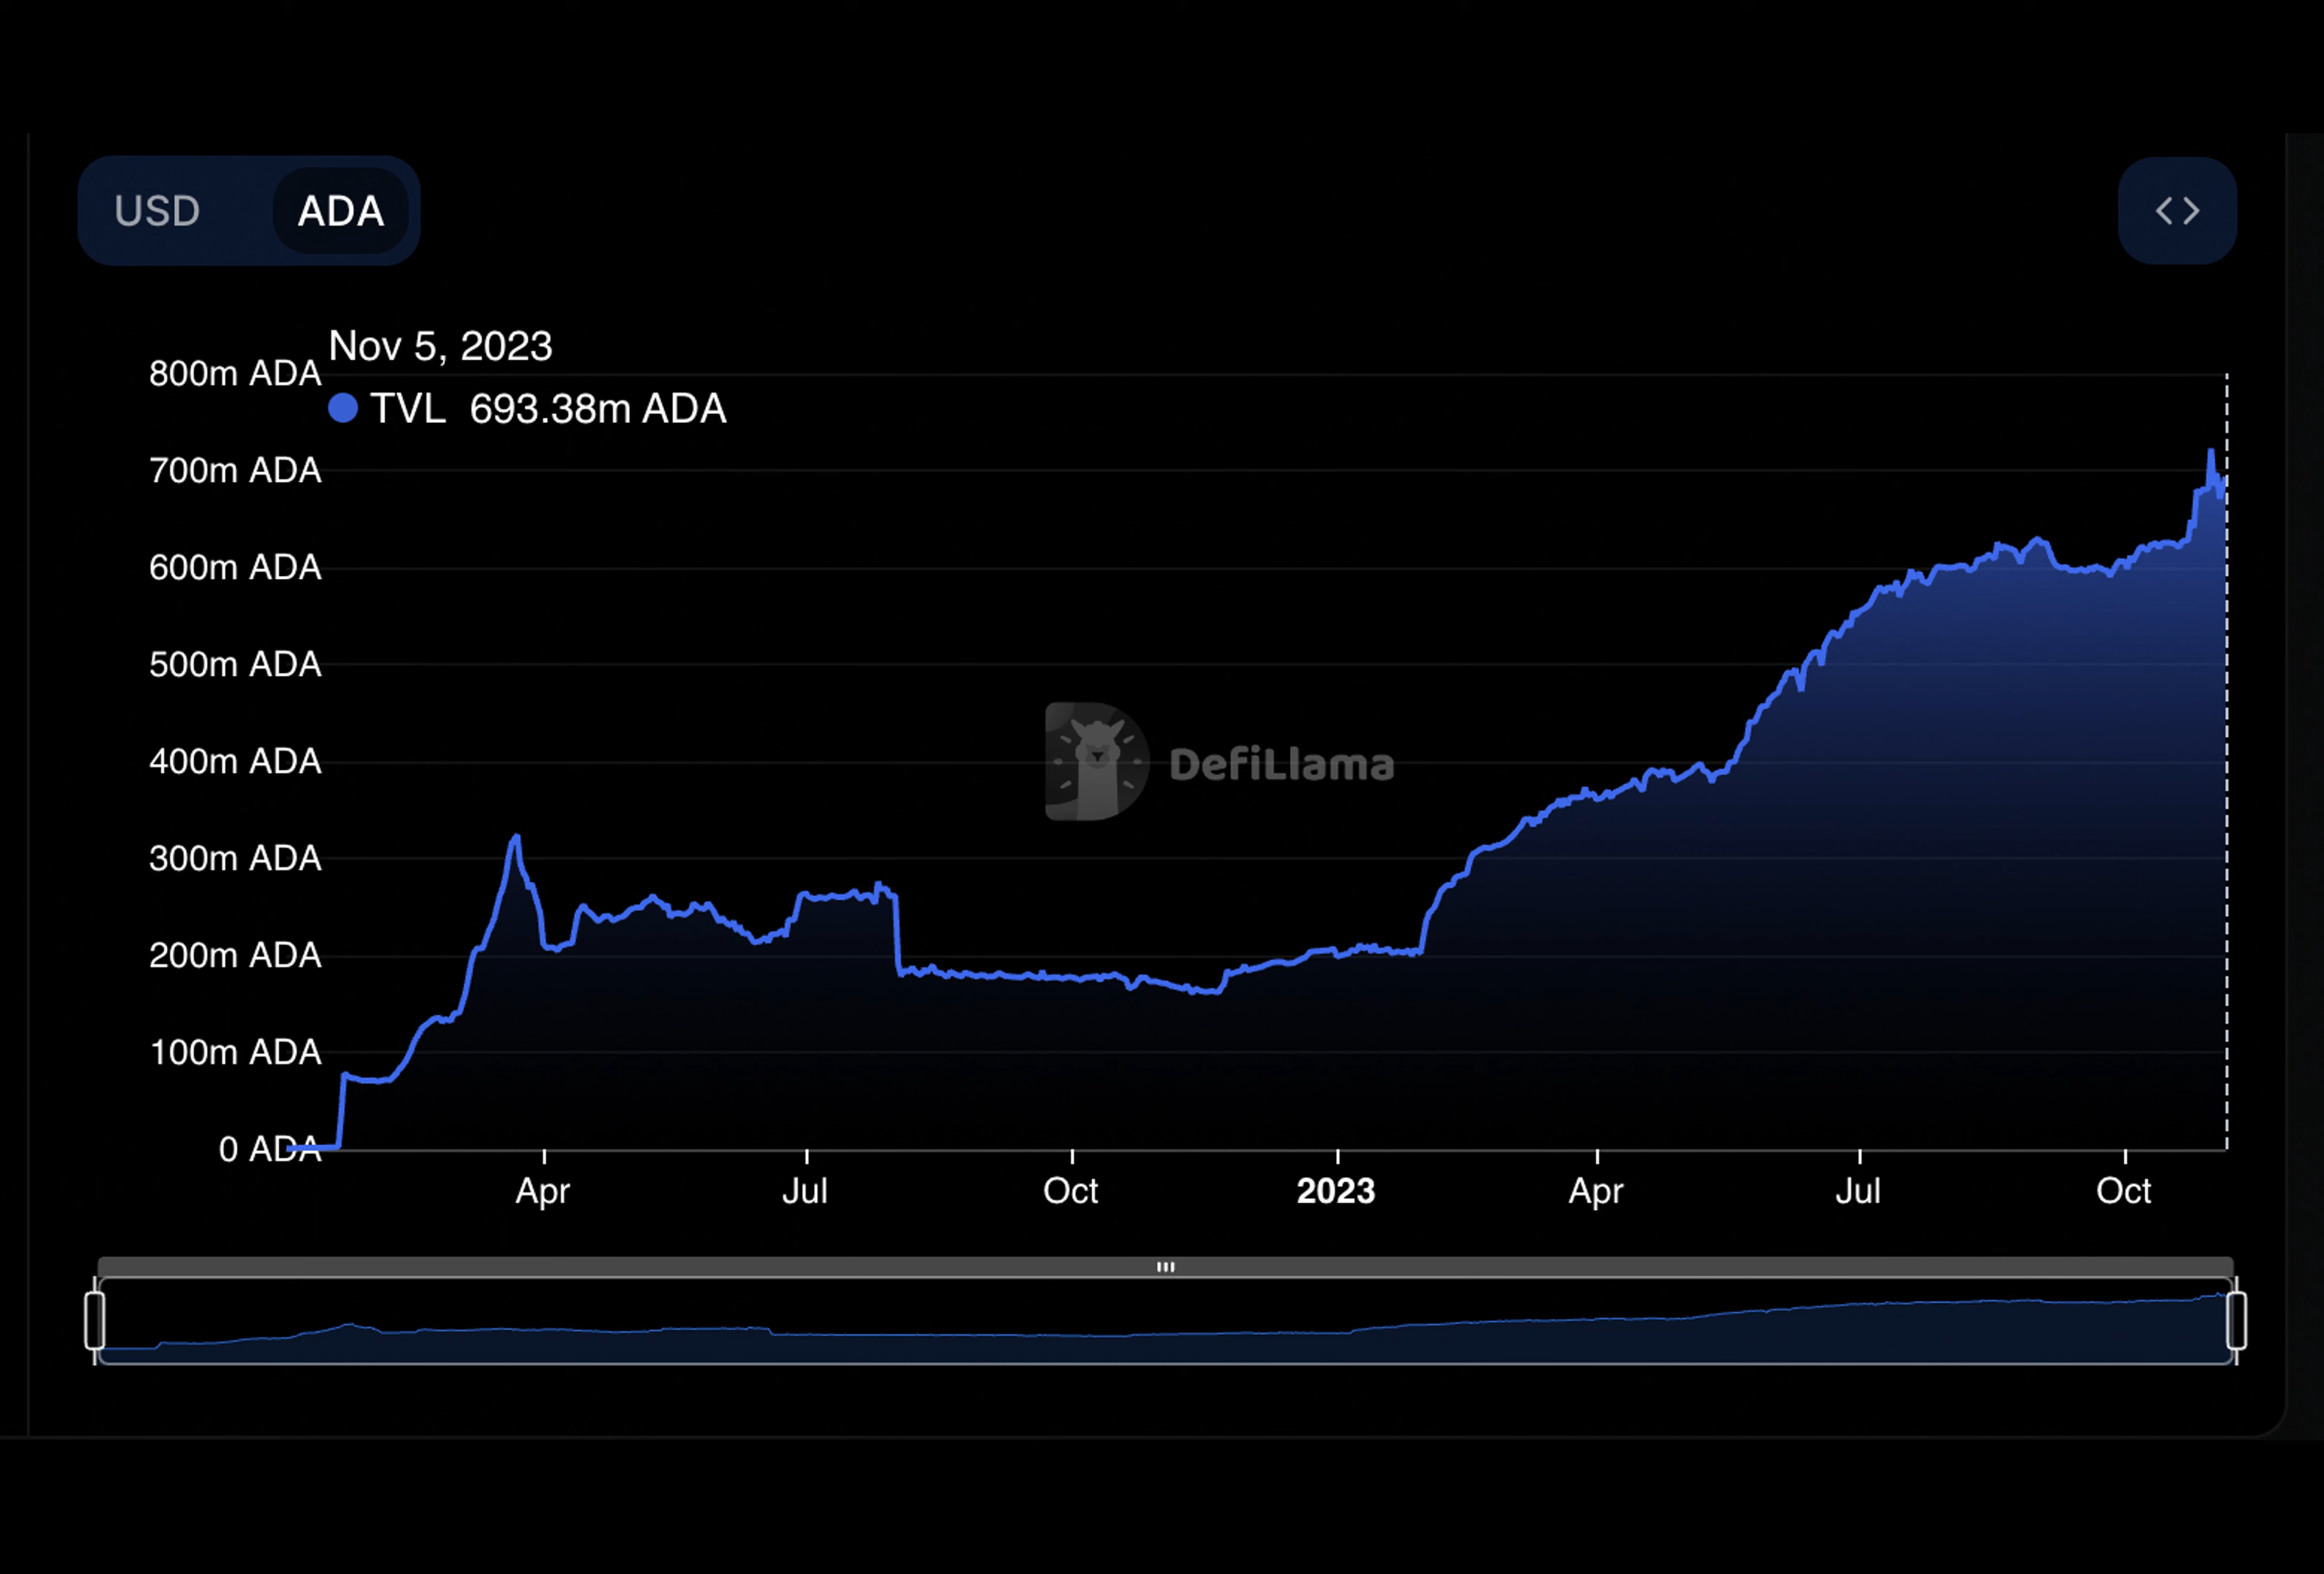 USD ADA
<>
Nov 5, 2023
800m ADA
TVL 693.38m ADA
700m ADA
600m ADA
500m ADA
400m ADA
DefiLlama
300m ADA
200m ADA
100m ADA
0 ADA
Apr Jul Oct 2023 Apr Jul Oct